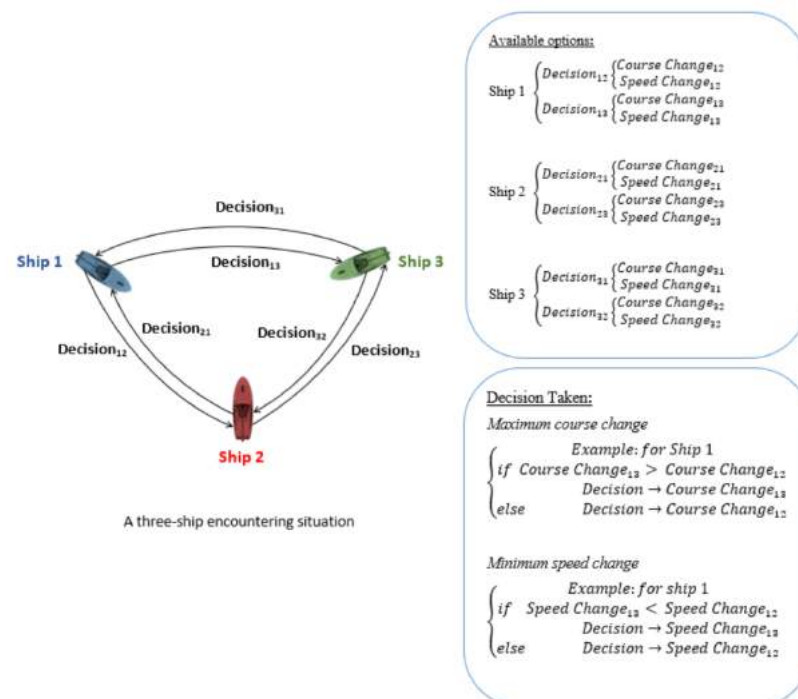 Decision₃₁
Ship 1
Ship 3
Decision₁₃
Decision₂₁
Decision₃₂
Decision₁₂
Decision₂₃
Ship 2
A three-ship encountering situation
Available options:
Ship 1 {Decision₁₂ {Course Change₁₂
Speed Change₁₂
Decision₁₃ {Course Change₁₃
Speed Change₁₃
Ship 2 {Decision₂₁ {Course Change₂₁
Speed Change₂₁
Decision₂₃ {Course Change₂₃
Speed Change₂₃
Ship 3 {Decision₃₁ {Course Change₃₁
Speed Change₃₁
Decision₃₂ {Course Change₃₂
Speed Change₃₂
Decision Taken:
Maximum course change
Example: for Ship 1
if Course Change₁₃ > Course Change₁₂
Decision → Course Change₁₃
else Decision → Course Change₁₂
Minimum speed change
Example: for ship 1
if Speed Change₁₃ < Speed Change₁₂
Decision → Speed Change₁₃
else Decision → Speed Change₁₂